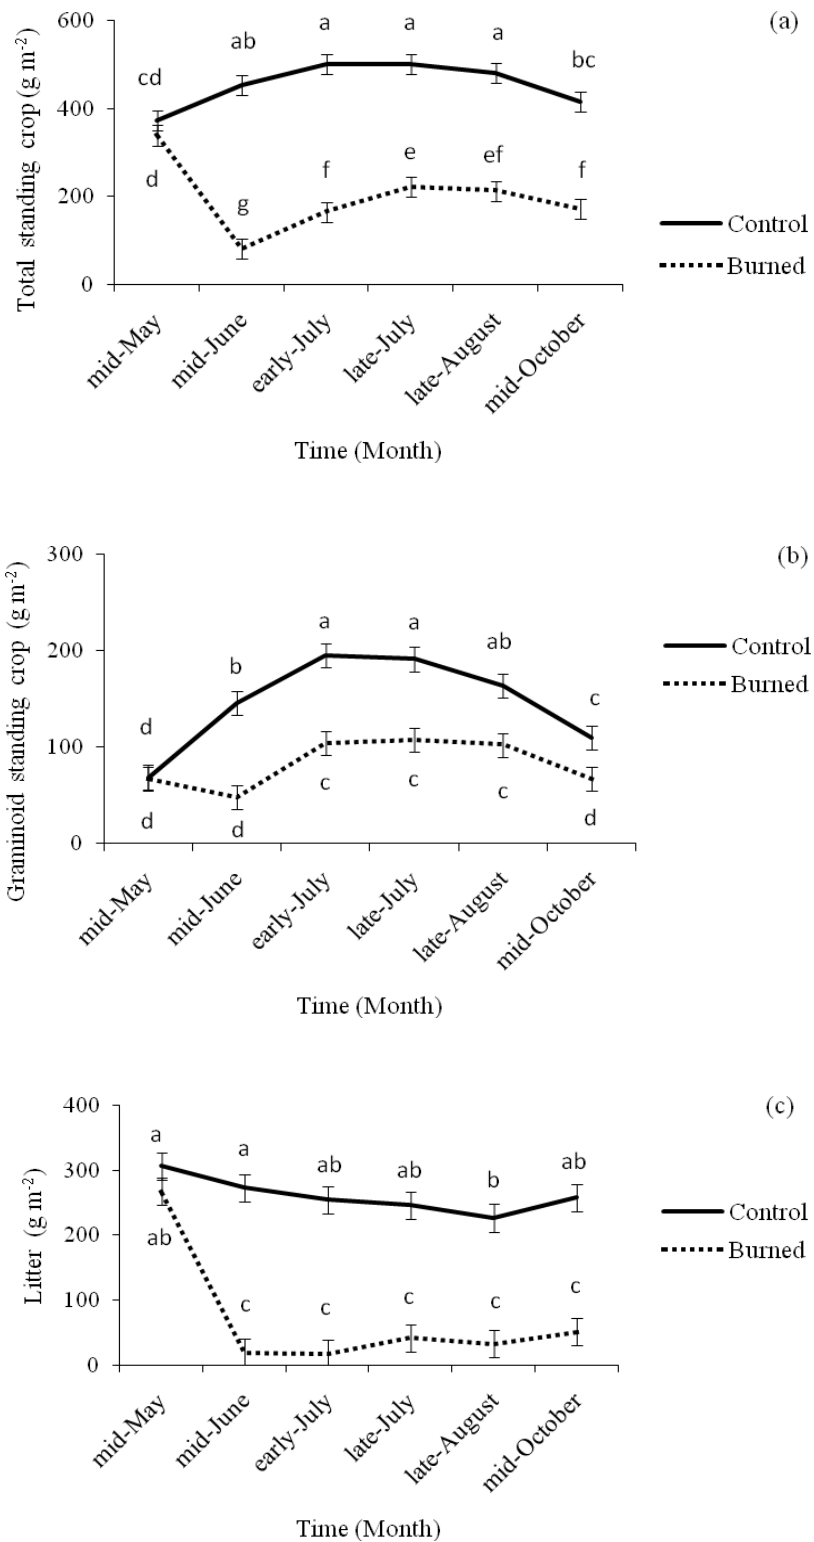 (a)
Total standing crop (g m-2)
600
400
200
0
cd
ab
a
a
a
bc
d
g
f
e
ef
f
Control
Burned
mid-May
mid-June
early-July
late-July
late-August
mid-October
Time (Month)
(b)
Graminoid standing crop (g m-2)
300
200
100
0
d
b
a
a
ab
c
d
d
c
c
c
d
Control
Burned
mid-May
mid-June
early-July
late-July
late-August
mid-October
Time (Month)
(c)
Litter (g m-2)
400
300
200
100
0
a
a
ab
ab
b
ab
ab
c
c
c
c
c
Control
Burned
mid-May
mid-June
early-July
late-July
late-August
mid-October
Time (Month)